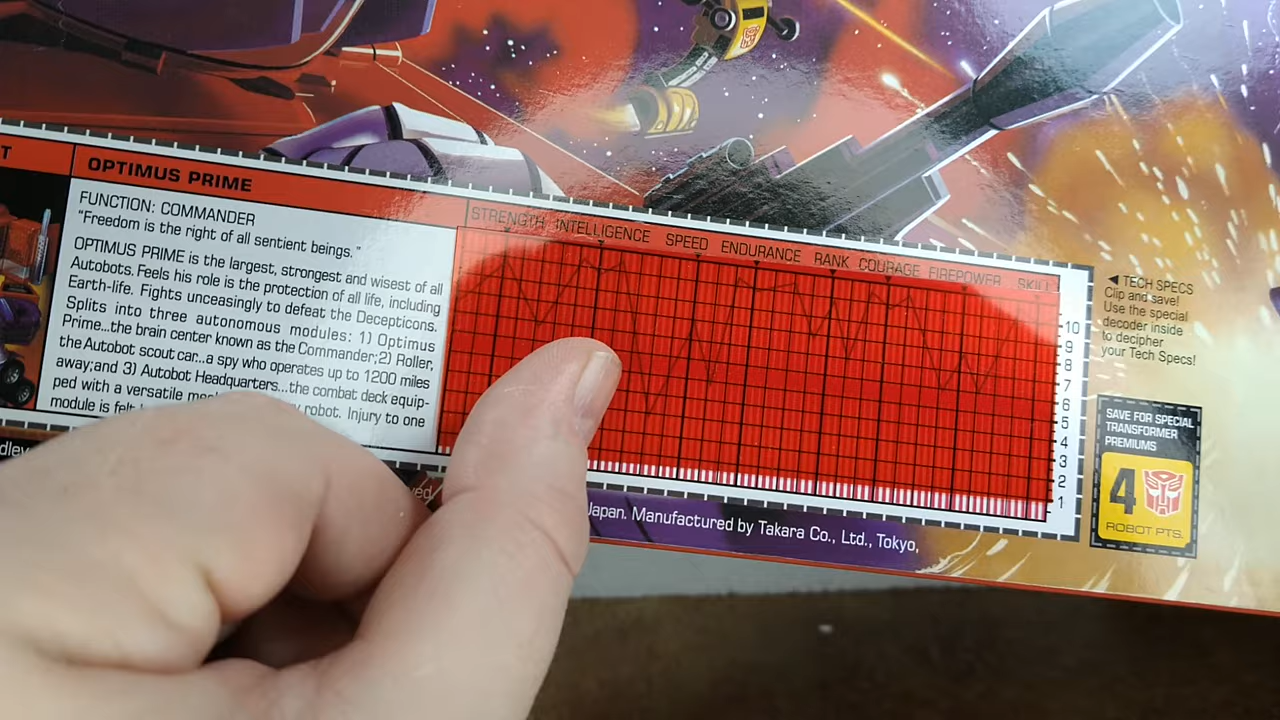 T
OPTIMUS PRIME
FUNCTION: COMMANDER
"Freedom is the right of all sentient beings."
OPTIMUS PRIME is the largest, strongest and wisest of all
Autobots. Feels his role is the protection of all life, including
Earth-life. Fights unceasingly to defeat the Decepticons.
Splits into three autonomous modules: 1) Optimus
Prime...the brain center known as the Commander;2) Roller,
the Autobot scout car...a spy who operates up to 1200 miles
away;and 3) Autobot Headquarters...the combat deck equip-
ped with a versatile robot. Injury to one
module is
STRENGTH INTELLIGENCE SPEED ENDURANCE RANK COURAGE FIREPOWER SKILL
10
9
8
7
6
5
4
3
2
1
◄ TECH SPECS
Clip and save!
Use the special
decoder inside
to decipher
your Tech Specs!
SAVE FOR SPECIAL
TRANSFORMER
PREMIUMS
4
ROBOT PTS.
Japan. Manufactured by Takara Co., Ltd., Tokyo,